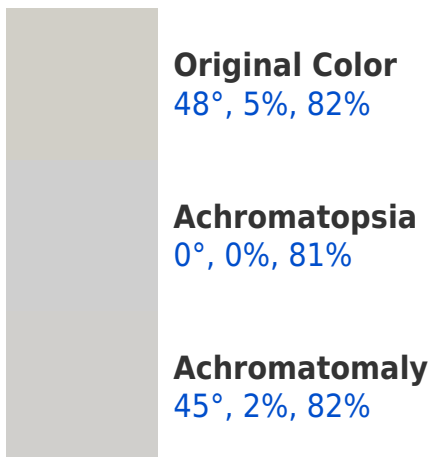 Original Color
48°, 5%, 82%
Achromatopsia
0°, 0%, 81%
Achromatomaly
45°, 2%, 82%